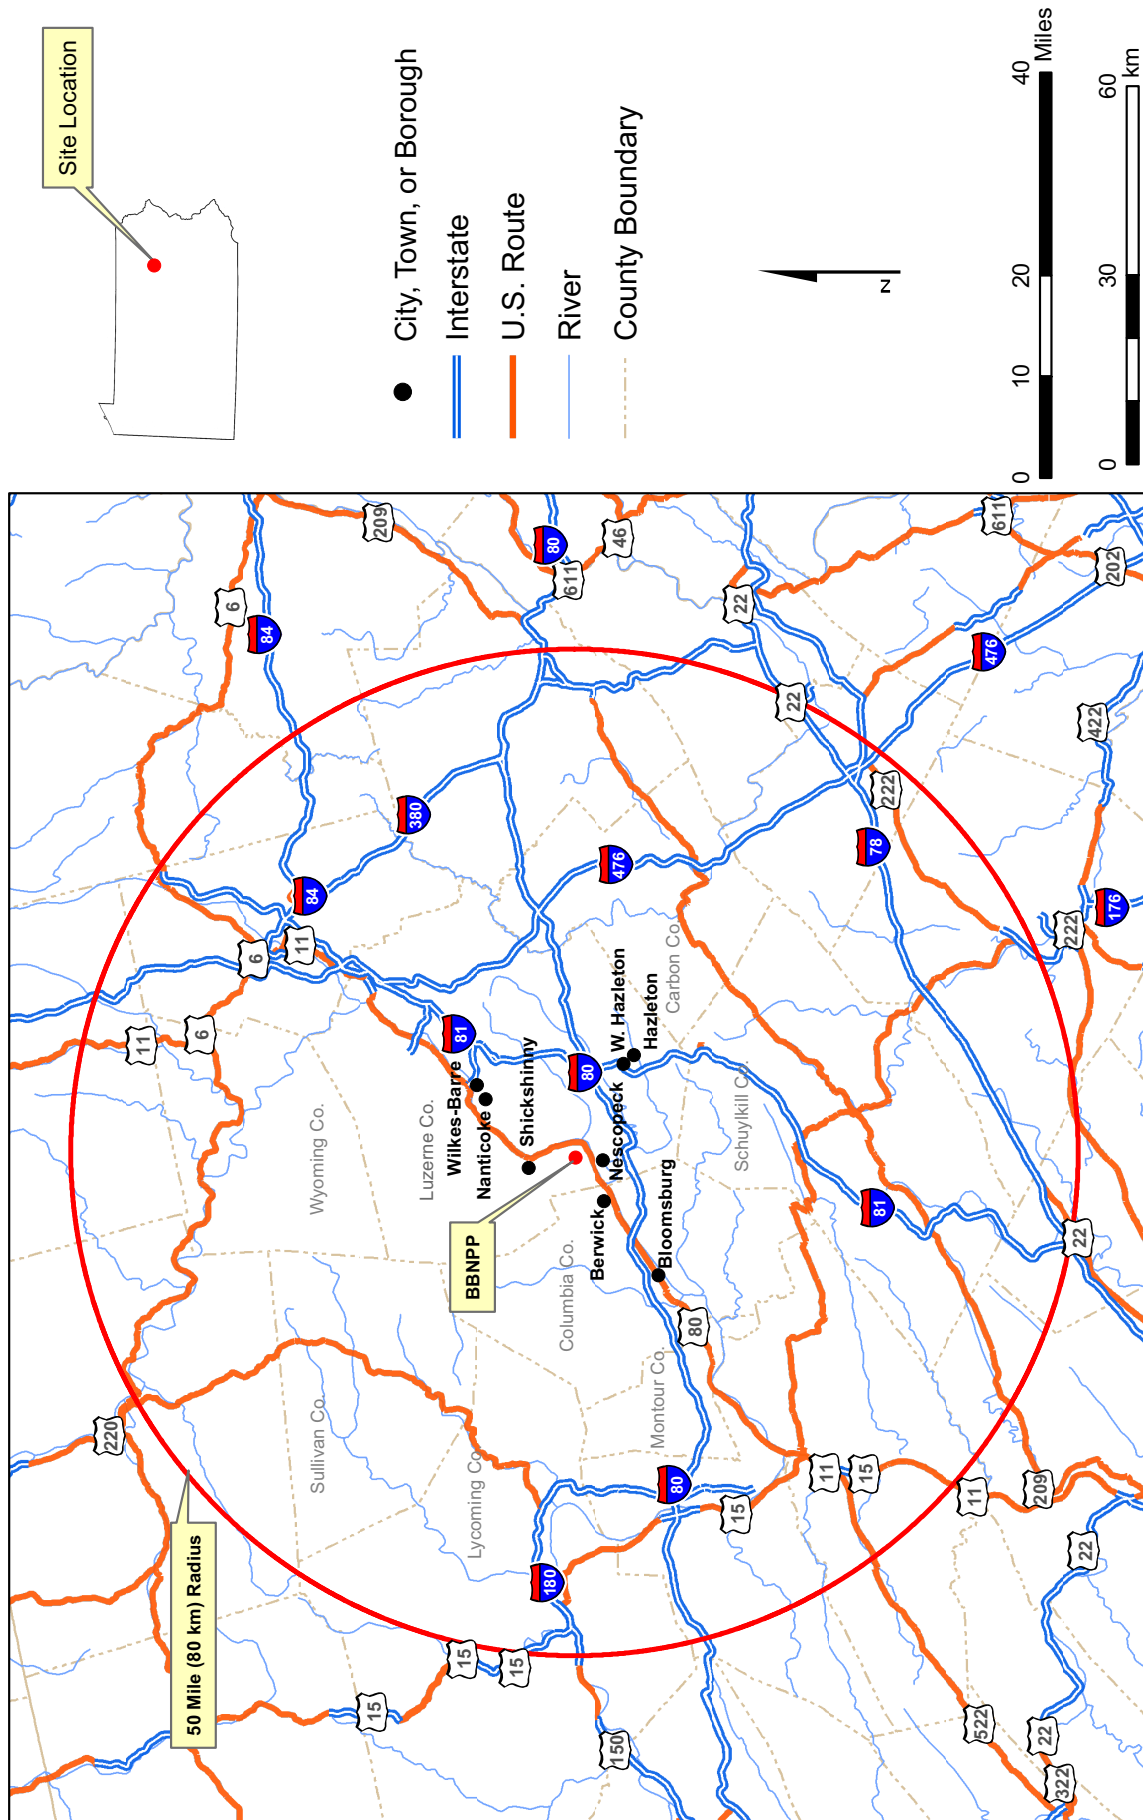 Site Location
City, Town, or Borough
Interstate
U.S. Route
River
County Boundary
N
0 10 20 40 Miles
0 30 60 km
50 Mile (80 km) Radius
BBNPP
Wyoming Co.
Luzerne Co.
Sullivan Co.
Lycoming Co.
Columbia Co.
Montour Co.
Schuylkill Co.
Carbon Co.
Wilkes-Barre
Nanticoke
Shickshinny
Nescopeck
Berwick
Bloomsburg
W. Hazleton
Hazleton
220
11
6
6
11
6
84
84
209
380
81
15
15
15
180
150
80
611
80
46
476
80
80
15
11
15
11
209
81
22
22
22
78
222
476
202
611
422
222
176
22
522
22
322